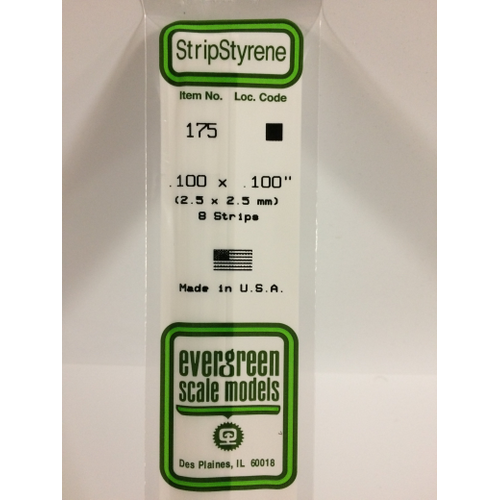 StripStyrene
Item No. Loc. Code
175
.100 x .100"
(2.5 x 2.5 mm)
8 Strips
Made in U.S.A.
evergreen
scale models
Des Plaines, IL 60018